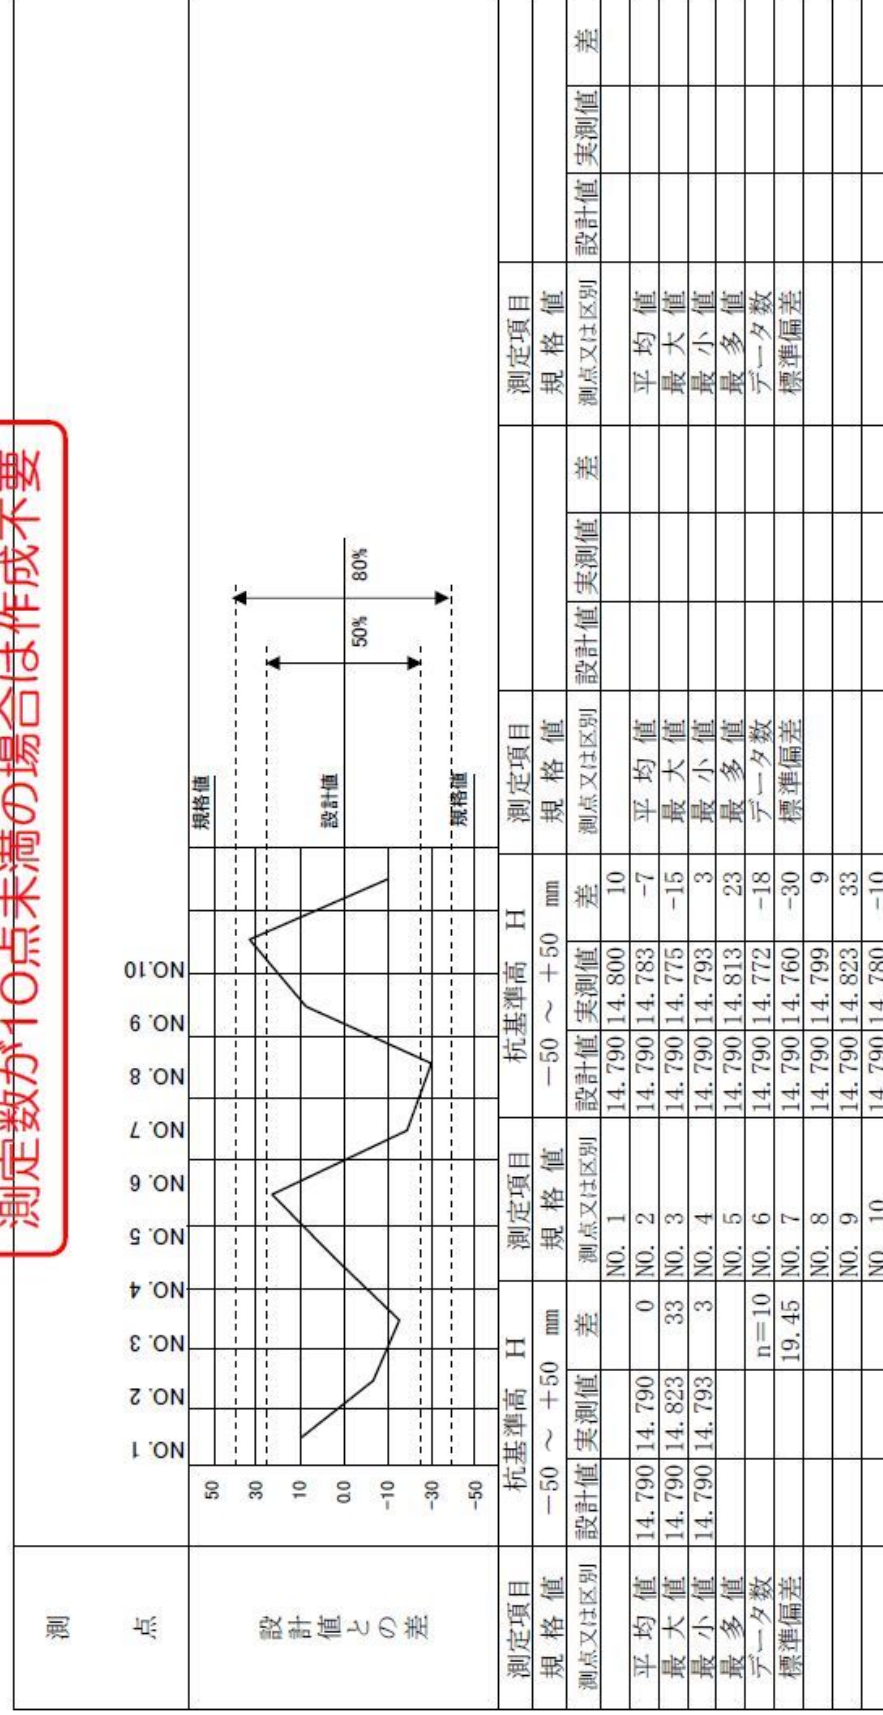 測定数が10点未満の場合は作成不要
測 点
NO. 1 NO. 2 NO. 3 NO. 4 NO. 5 NO. 6 NO. 7 NO. 8 NO. 9 NO.10
設計値との差
50
30
10
0.0
-10
-30
-50
規格値
設計値
規格値
50%
80%
測定項目 杭基準高 H 測定項目 杭基準高 H 測定項目 測定項目
規格値 -50 ～ +50 mm 規格値 -50 ～ +50 mm 規格値 規格値
測点又は区別 設計値 実測値 差 測点又は区別 設計値 実測値 差 測点又は区別 設計値 実測値 差 測点又は区別 設計値 実測値 差
NO. 1 14.790 14.800 10
平均値 14.790 14.790 0 NO. 2 14.790 14.783 -7 平均値 平均値
最大値 14.790 14.823 33 NO. 3 14.790 14.775 -15 最大値 最大値
最小値 14.790 14.793 3 NO. 4 14.790 14.793 3 最小値 最小値
最多値 NO. 5 14.790 14.813 23 最多値 最多値
データ数 n=10 NO. 6 14.790 14.772 -18 データ数 データ数
標準偏差 19.45 NO. 7 14.790 14.760 -30 標準偏差 標準偏差
NO. 8 14.790 14.799 9
NO. 9 14.790 14.823 33
NO. 10 14.790 14.780 -10